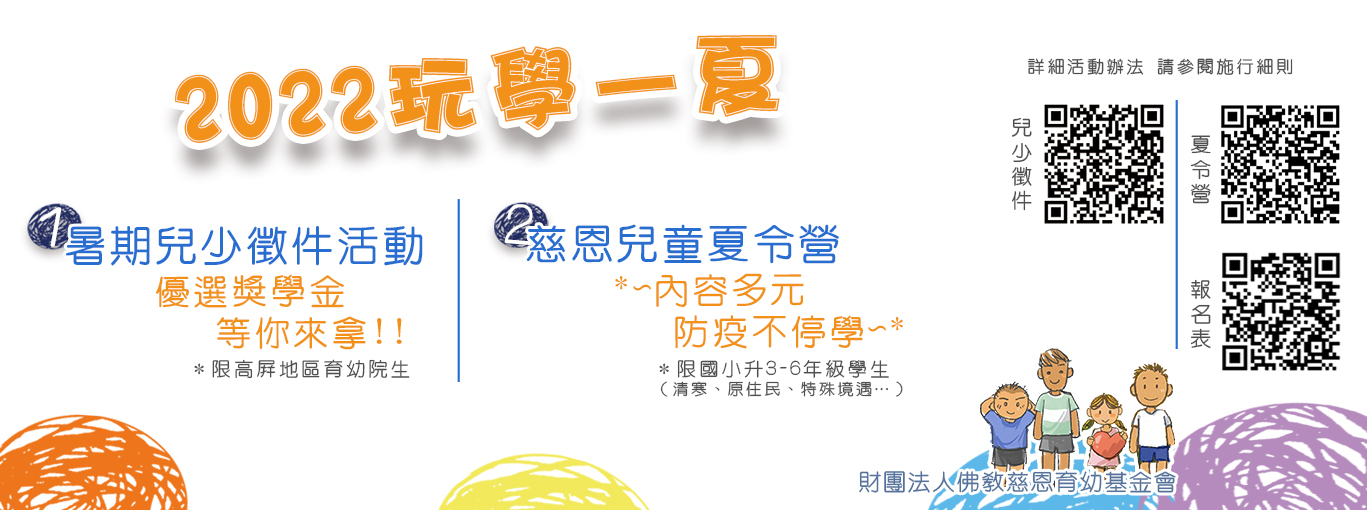 2022玩學一夏
1暑期兒少徵件活動
優選獎學金
等你來拿!!
*限高屏地區育幼院生
2慈恩兒童夏令營
*~內容多元
防疫不停學~*
*限國小升3-6年級學生
(清寒、原住民、特殊境遇…)
詳細活動辦法 請參閱施行細則
兒少徵件
夏令營
報名表
財團法人佛教慈恩育幼基金會